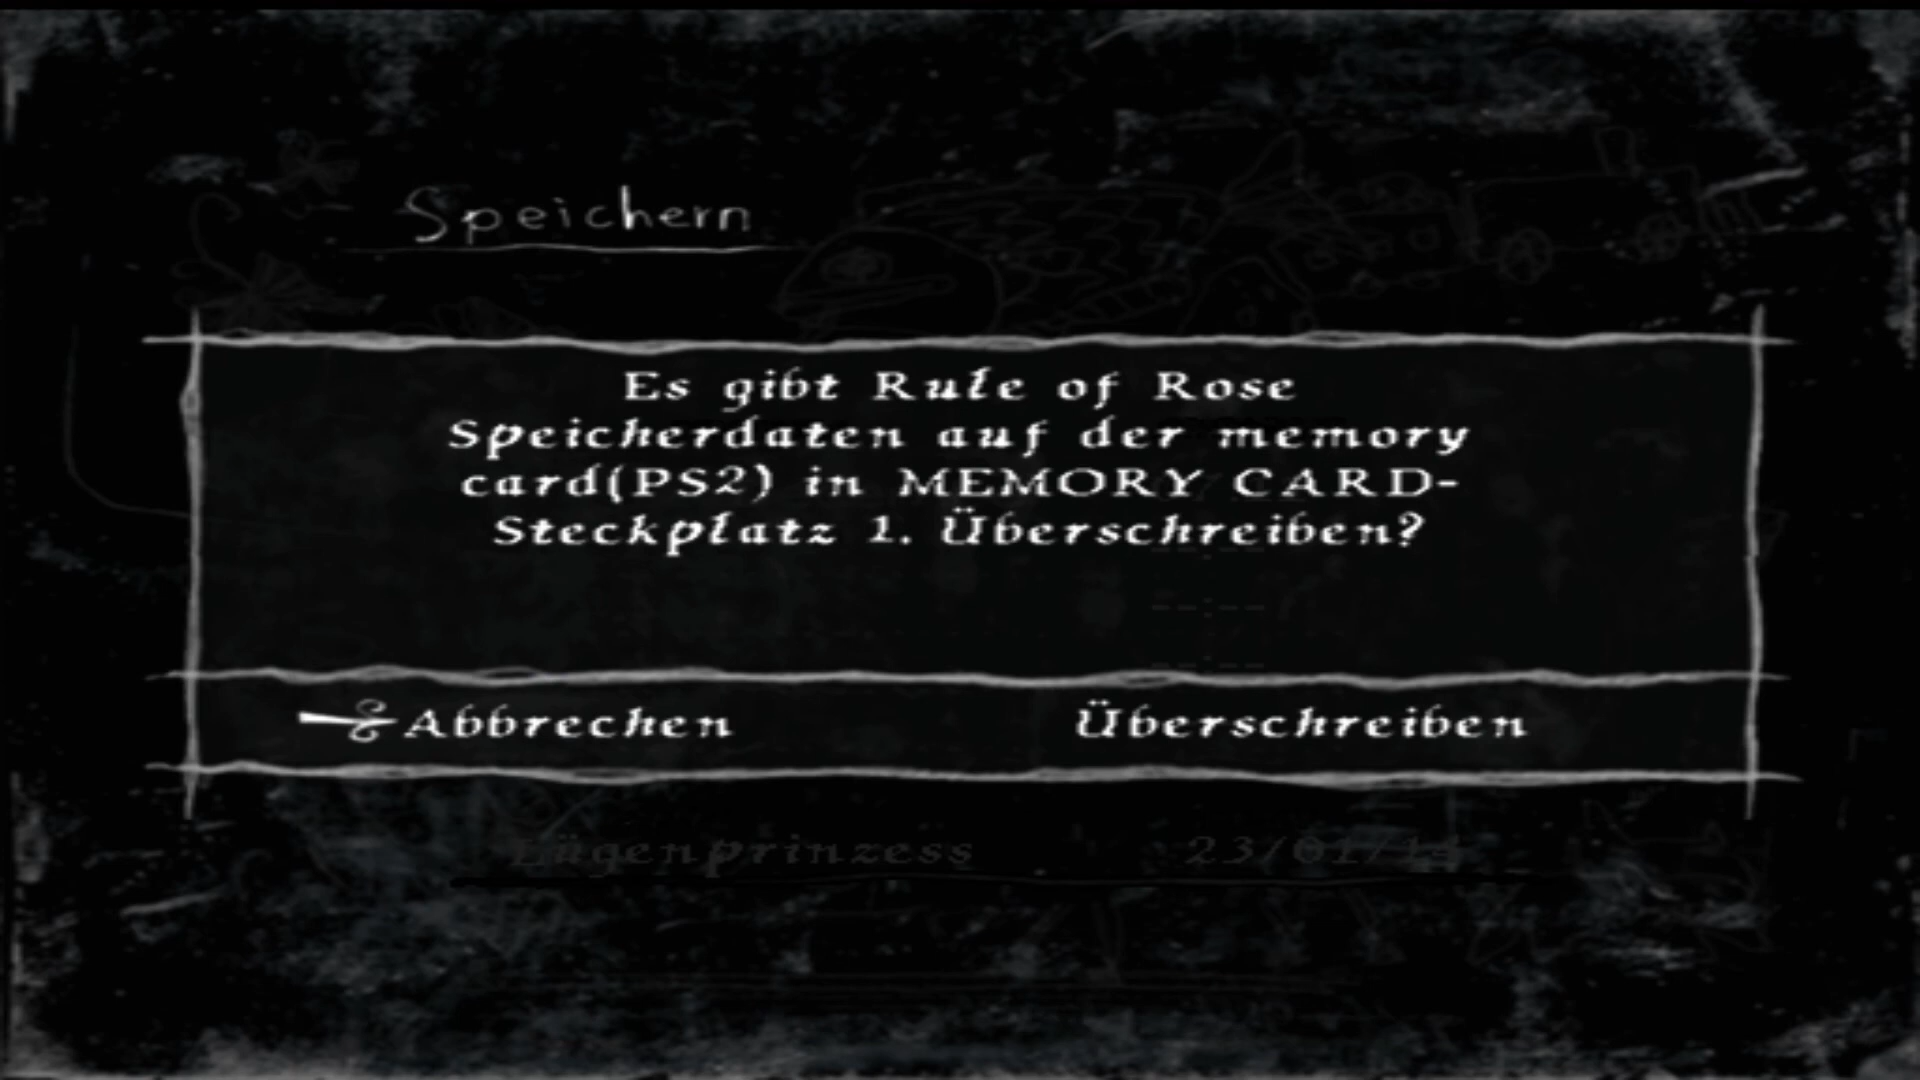 Speichern
Es gibt Rule of Rose
Speicherdaten auf der memory
card(PS2) in MEMORY CARD-
Steckplatz 1. Überschreiben?
--:--
--:--
Abbrechen
Überschreiben
Lügenprinzess